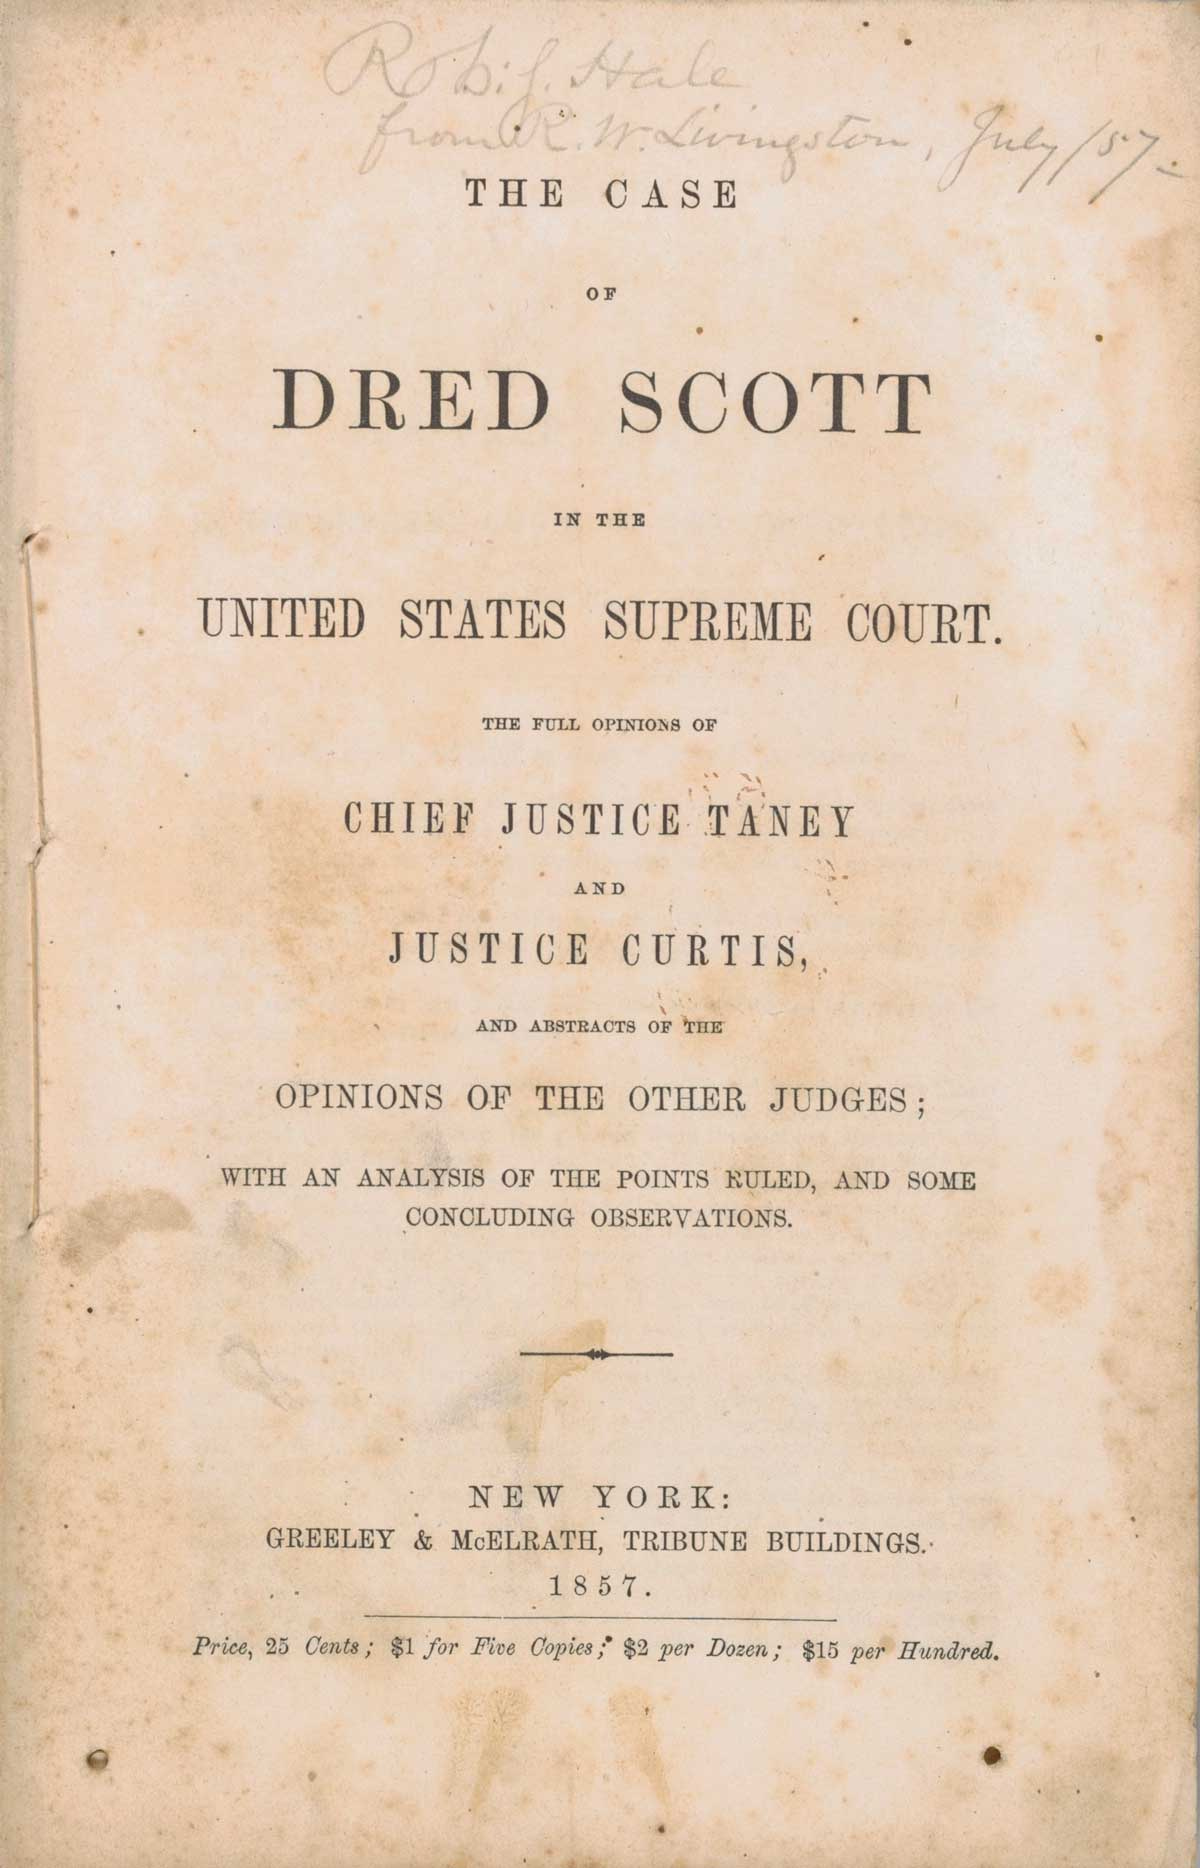 Robt. S. Hale
from R. W. Livingston, July /57.
THE CASE
OF
DRED SCOTT
IN THE
UNITED STATES SUPREME COURT.
THE FULL OPINIONS OF
CHIEF JUSTICE TANEY
AND
JUSTICE CURTIS,
AND ABSTRACTS OF THE
OPINIONS OF THE OTHER JUDGES;
WITH AN ANALYSIS OF THE POINTS RULED, AND SOME
CONCLUDING OBSERVATIONS.
NEW YORK:
GREELEY & McELRATH, TRIBUNE BUILDINGS.
1857.
Price, 25 Cents; $1 for Five Copies; $2 per Dozen; $15 per Hundred.